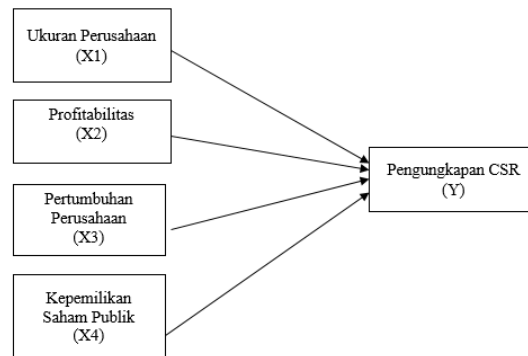 Ukuran Perusahaan
(X1)
Profitabilitas
(X2)
Pertumbuhan
Perusahaan
(X3)
Kepemilikan
Saham Publik
(X4)
Pengungkapan CSR
(Y)